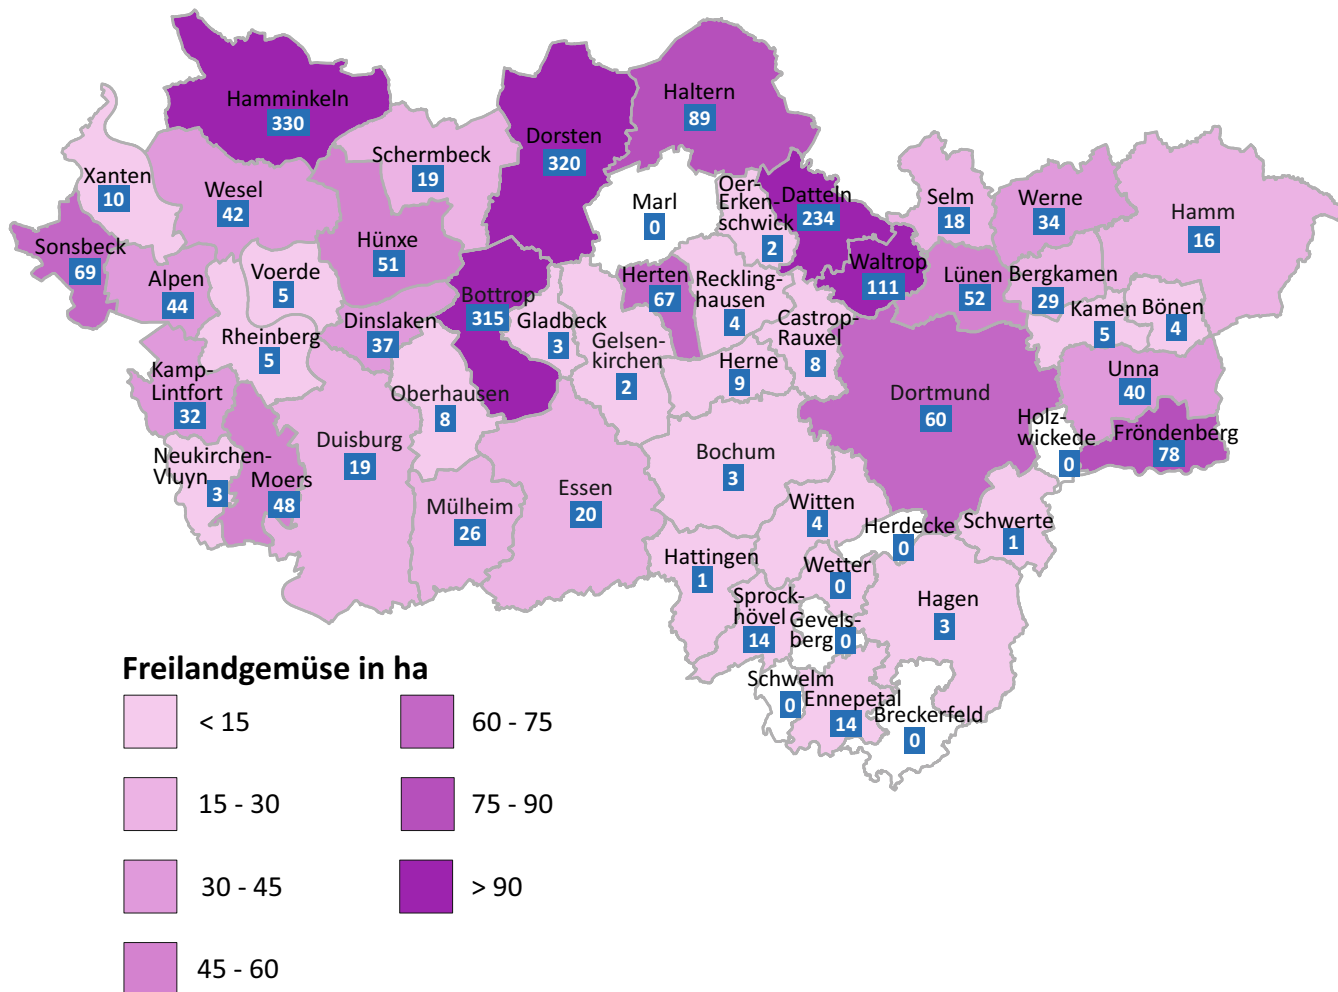 Hamminkeln
330
Dorsten
320
Haltern
89
Schermbeck
19
Xanten
10
Wesel
42
Marl
0
Oer-
Erken-
schwick
2
Datteln
234
Selm
18
Werne
34
Hamm
16
Sonsbeck
69
Alpen
44
Voerde
5
Hünxe
51
Bottrop
315
Gladbeck
3
Herten
67
Reckling-
hausen
4
Waltrop
111
Lünen
52
Bergkamen
29
Kamen
5
Bönen
4
Rheinberg
5
Dinslaken
37
Gelsen-
kirchen
2
Castrop-
Rauxel
8
Herne
9
Kamp-
Lintfort
32
Oberhausen
8
Dortmund
60
Unna
40
Holz-
wickede
0
Fröndenberg
78
Neukirchen-
Vluyn
3
Moers
48
Duisburg
19
Mülheim
26
Essen
20
Bochum
3
Witten
4
Herdecke
0
Schwerte
1
Hattingen
1
Wetter
0
Sprock-
hövel
14
Gevels-
berg
0
Hagen
3
Schwelm
0
Ennepetal
14
Breckerfeld
0
Freilandgemüse in ha
< 15
15 - 30
30 - 45
45 - 60
60 - 75
75 - 90
> 90